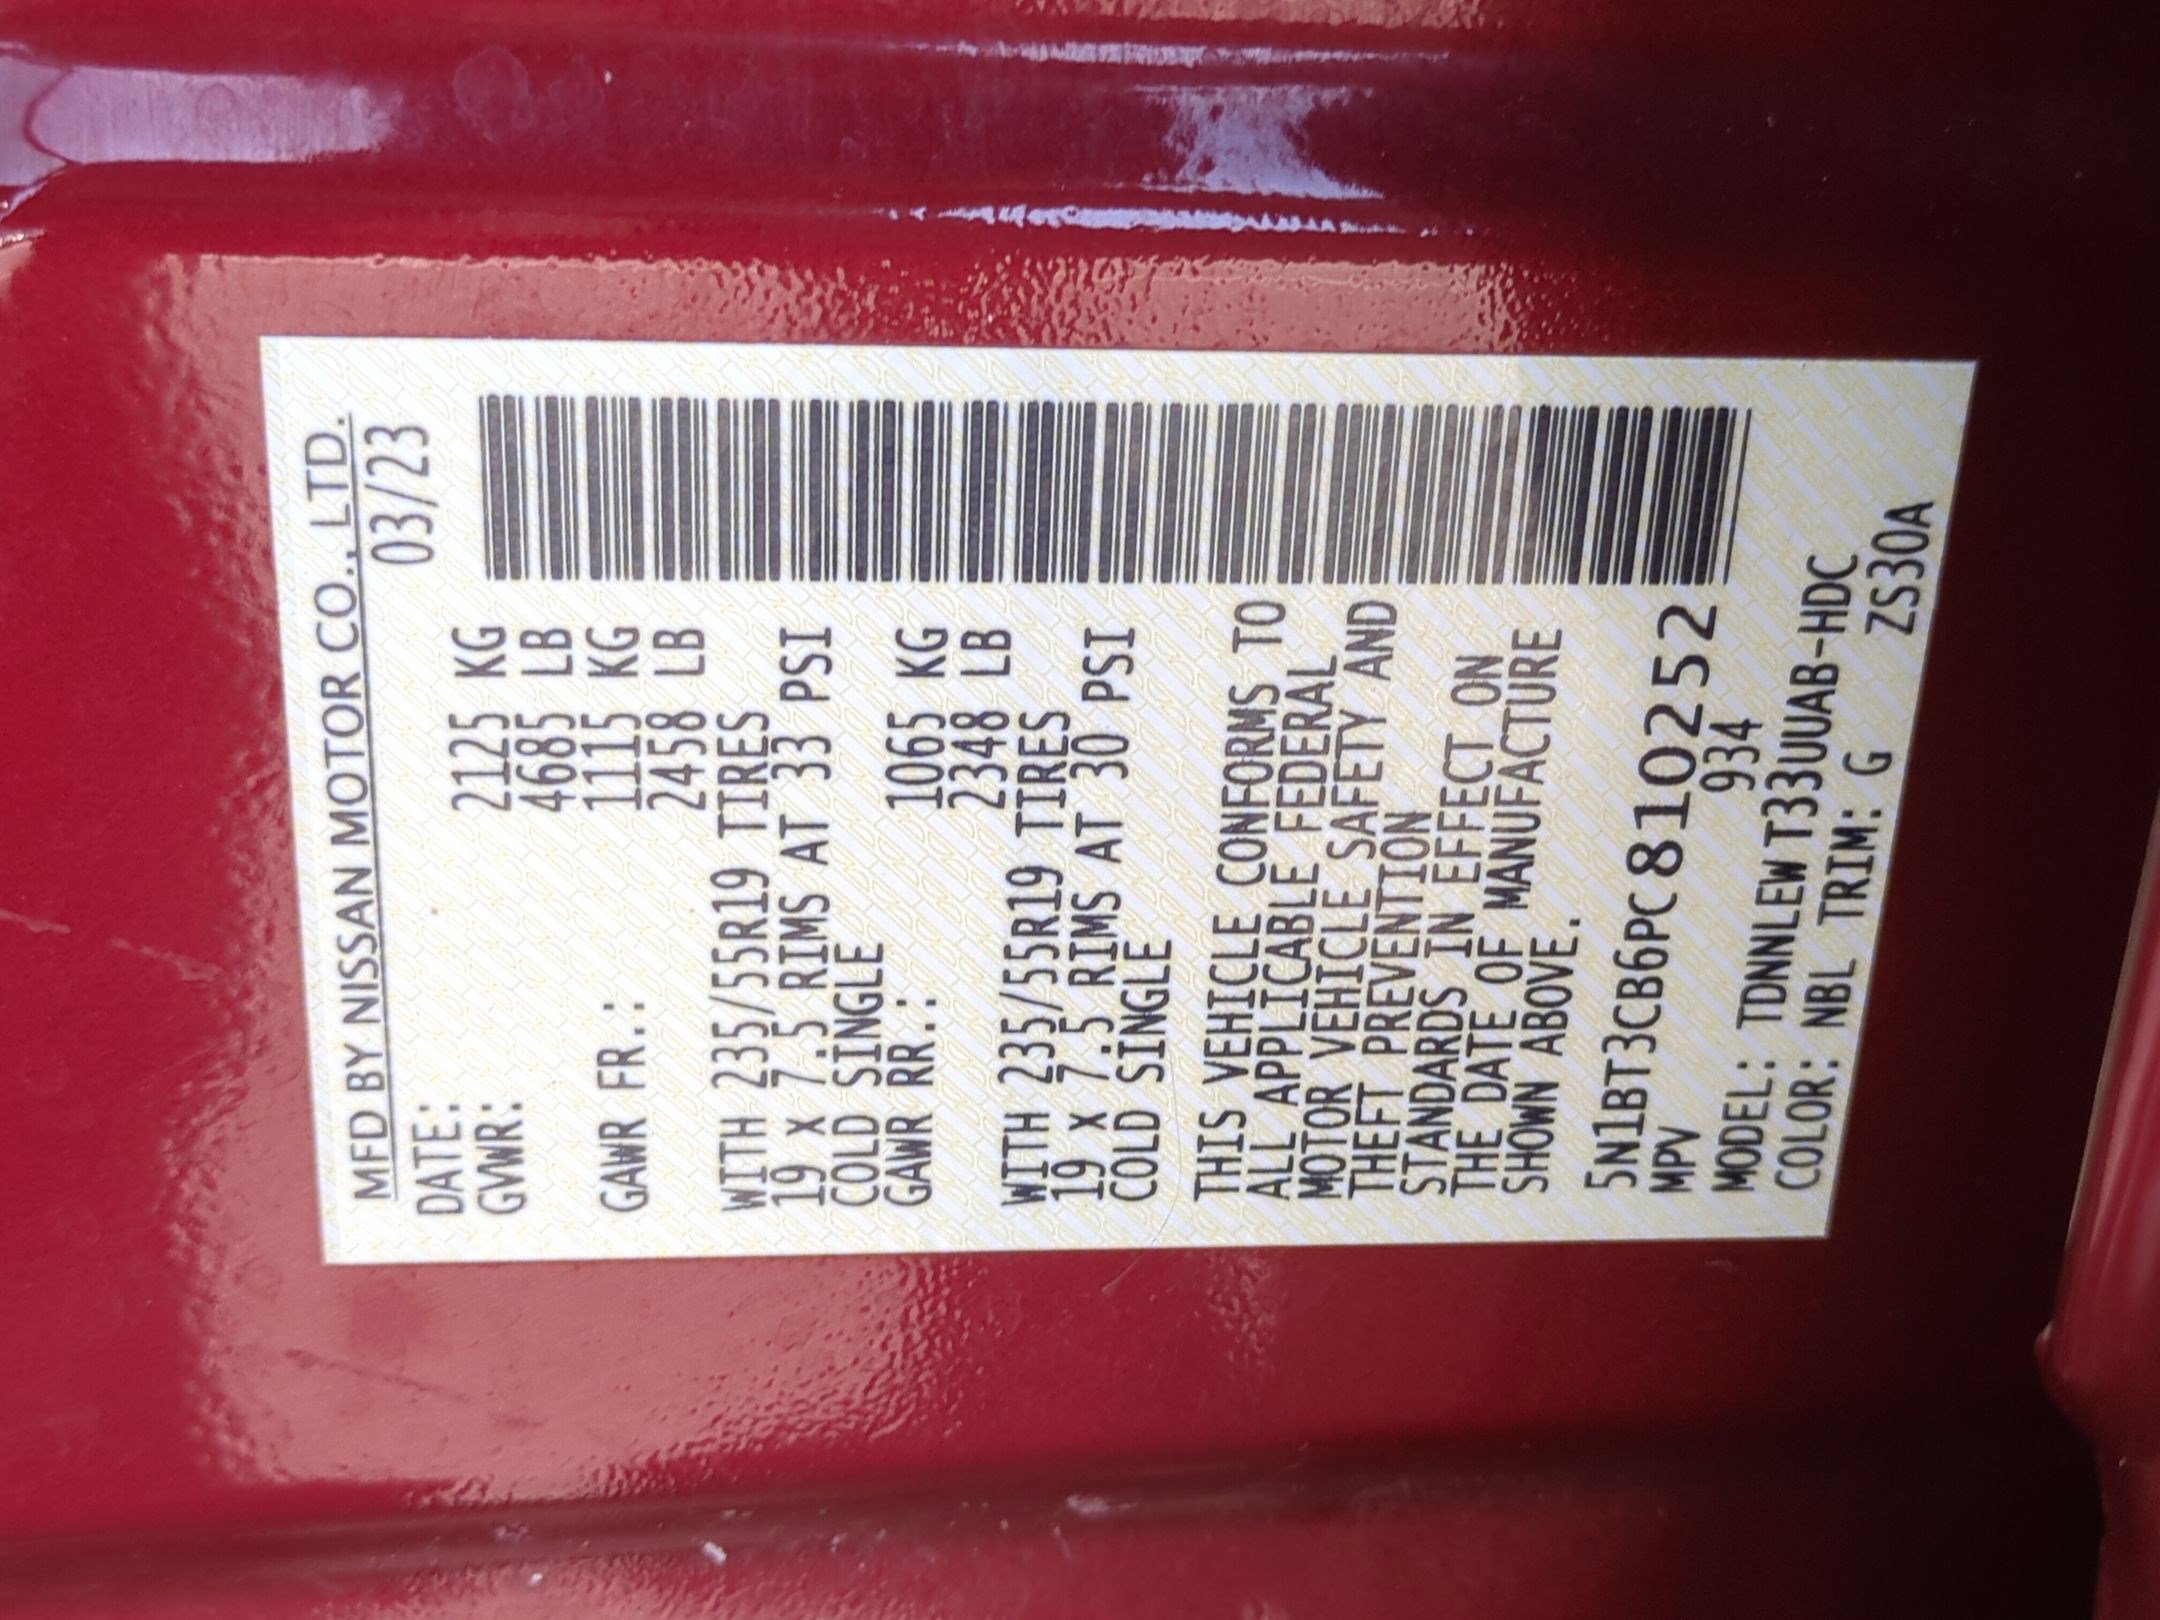 MFD BY NISSAN MOTOR CO., LTD.
DATE: 03/23
GVWR: 2125 KG
4685 LB
GAWR FR.: 1115 KG
2458 LB
WITH 235/55R19 TIRES
19 X 7.5 RIMS AT 33 PSI
COLD SINGLE
GAWR RR.: 1065 KG
2348 LB
WITH 235/55R19 TIRES
19 X 7.5 RIMS AT 30 PSI
COLD SINGLE
THIS VEHICLE CONFORMS TO
ALL APPLICABLE FEDERAL
MOTOR VEHICLE SAFETY AND
THEFT PREVENTION
STANDARDS IN EFFECT ON
THE DATE OF MANUFACTURE
SHOWN ABOVE.
5N1BT3CB6PC810252
MPV 934
MODEL: TDNNLEW T33UUAB-HDC
COLOR: NBL TRIM: G
ZS30A